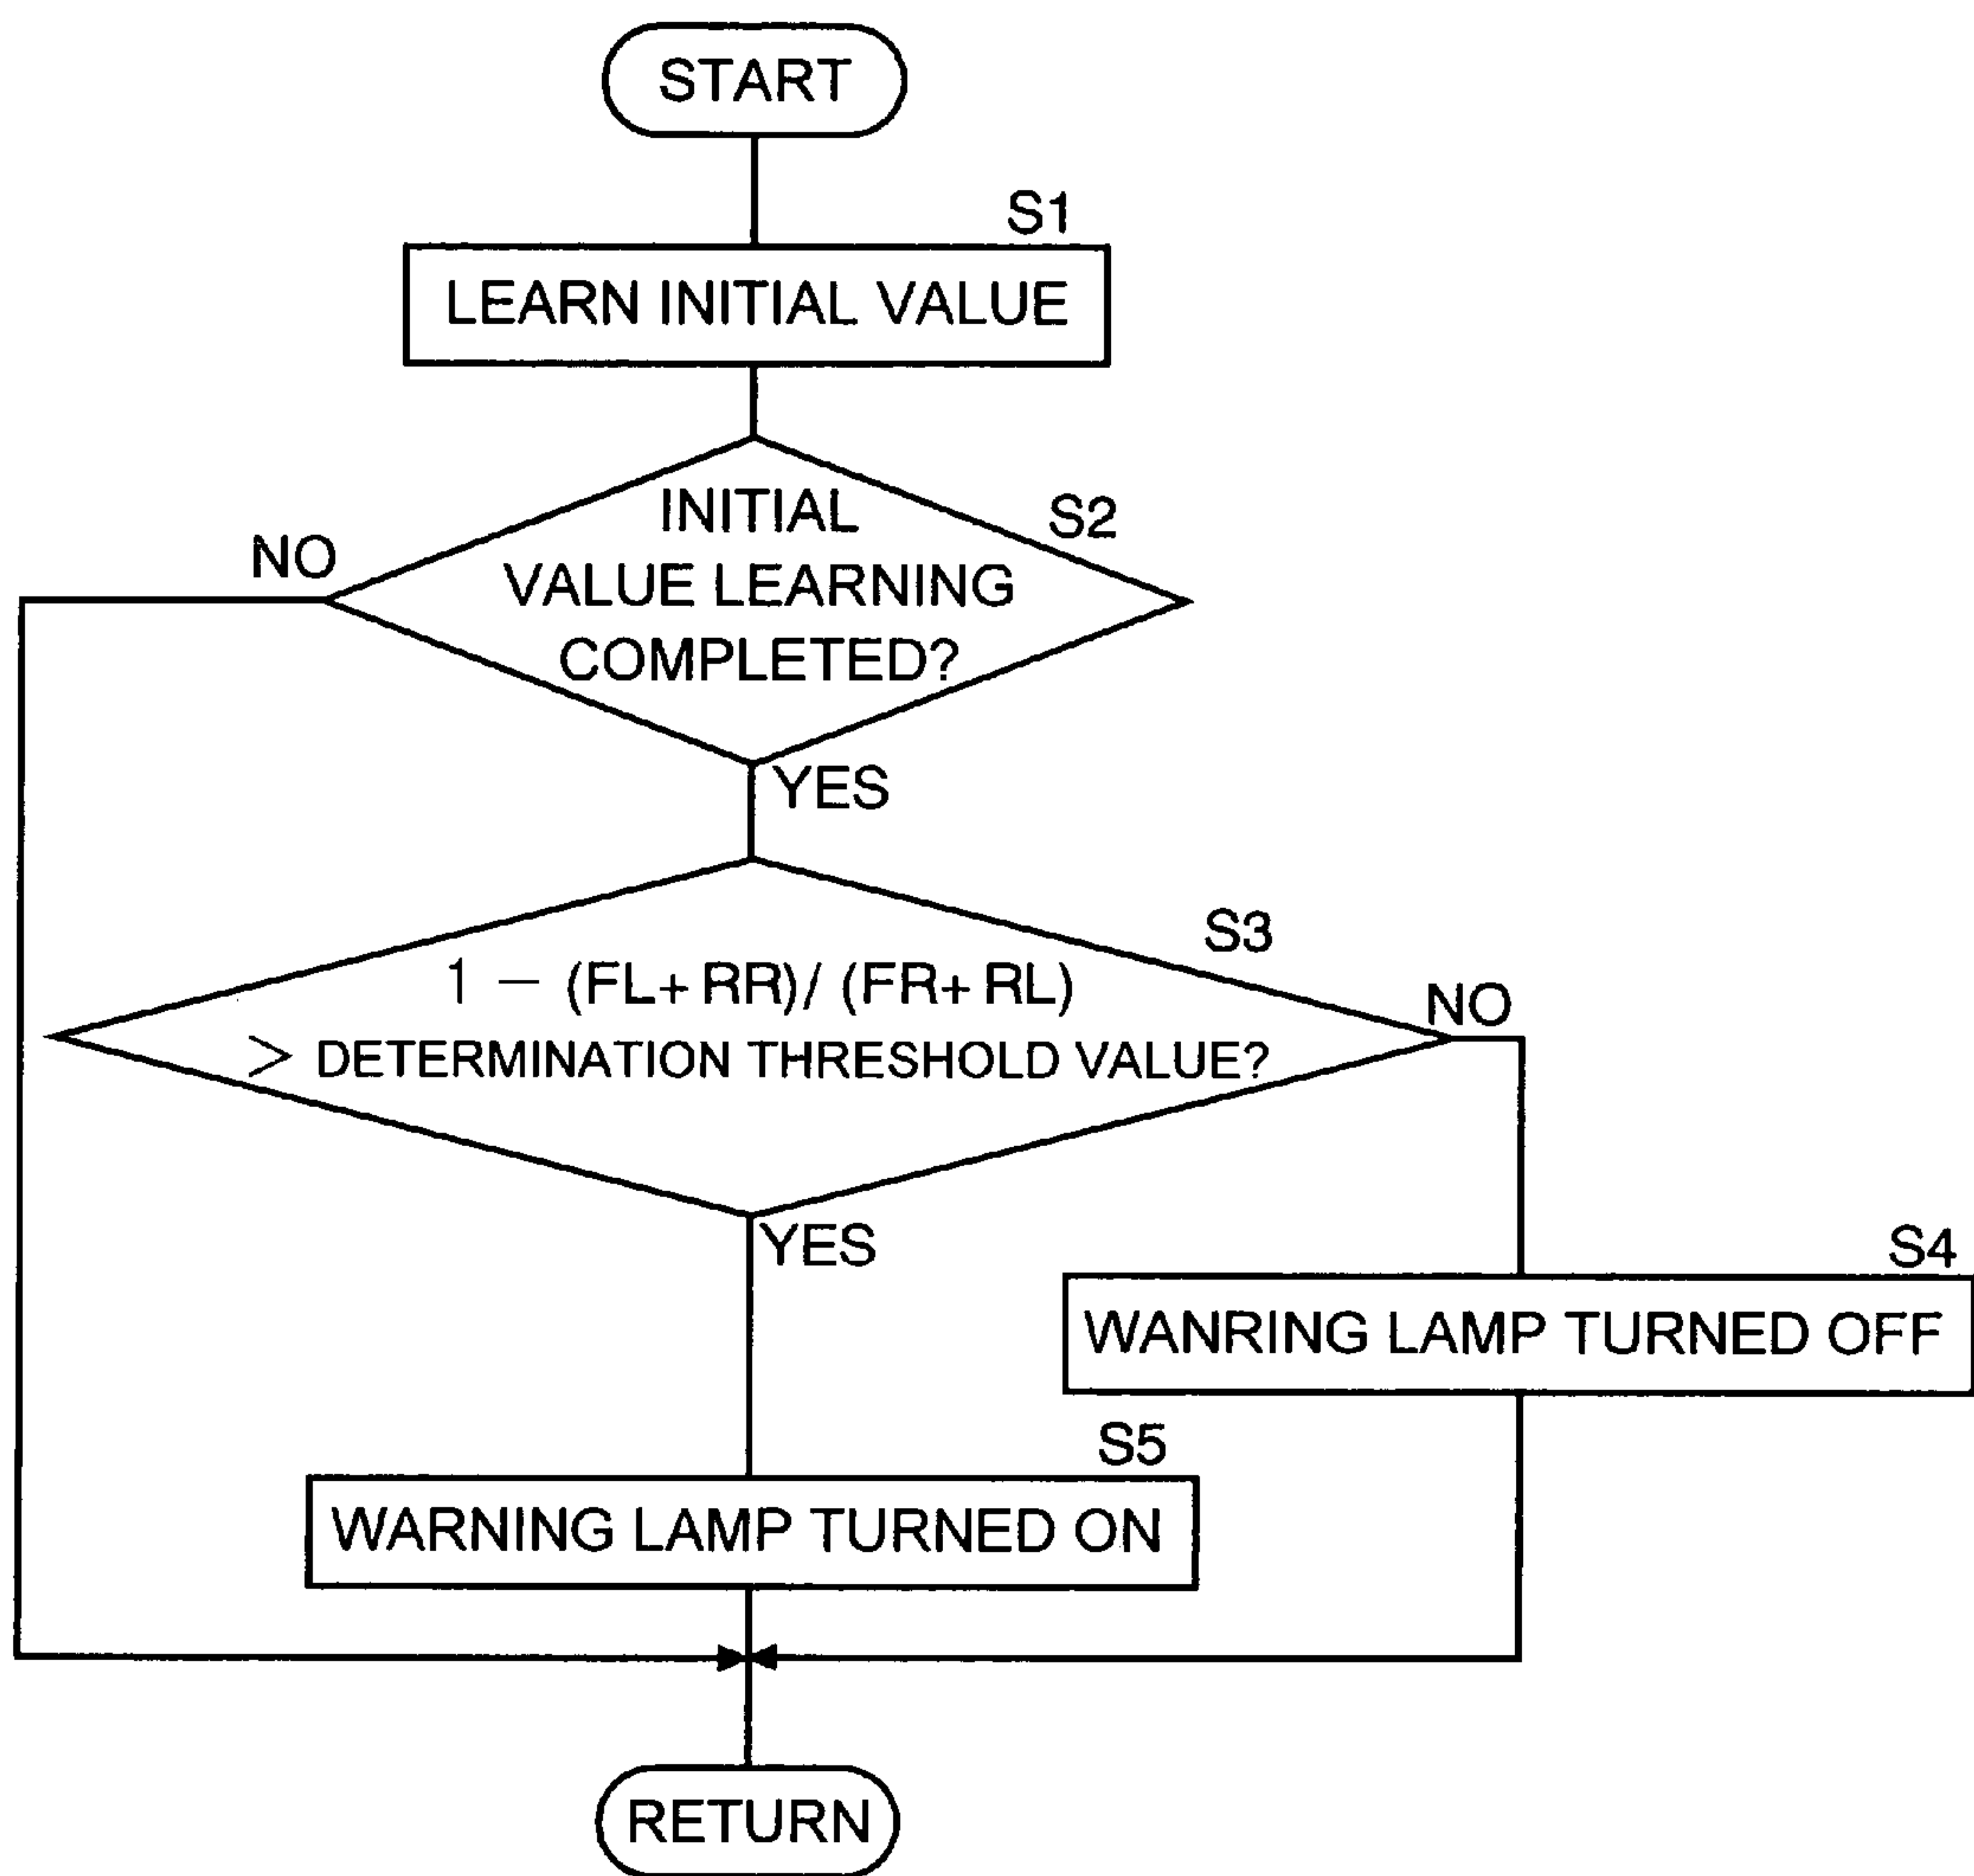 START
S1
LEARN INITIAL VALUE
INITIAL
VALUE LEARNING
COMPLETED?
S2
NO
YES
S3
1 − (FL+RR)/(FR+RL)
> DETERMINATION THRESHOLD VALUE?
NO
YES
S4
WANRING LAMP TURNED OFF
S5
WARNING LAMP TURNED ON
RETURN